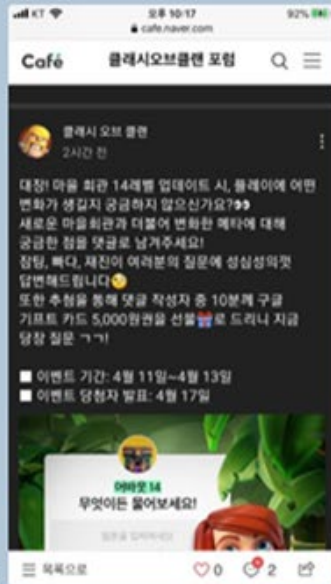 KT
오후 10:17
92%
cafe.naver.com
Café
클래시오브클랜 포럼
클래시 오브 클랜
2시간 전
대장! 마을 회관 14레벨 업데이트 시, 플레이에 어떤
변화가 생길지 궁금하지 않으신가요?👀
새로운 마을회관과 더불어 변화한 메타에 대해
궁금한 점을 댓글로 남겨주세요!
잠탱, 빠다, 재진이 여러분의 질문에 성심성의껏
답변해드립니다🧐
또한 추첨을 통해 댓글 작성자 중 10분께 구글
기프트 카드 5,000원권을 선물🎁로 드리니 지금
당장 질문 ㄱㄱ!
■ 이벤트 기간: 4월 11일~4월 13일
■ 이벤트 당첨자 발표: 4월 17일
어바웃 14
무엇이든 물어보세요!
질문을 입력하세요
목록으로
0
2